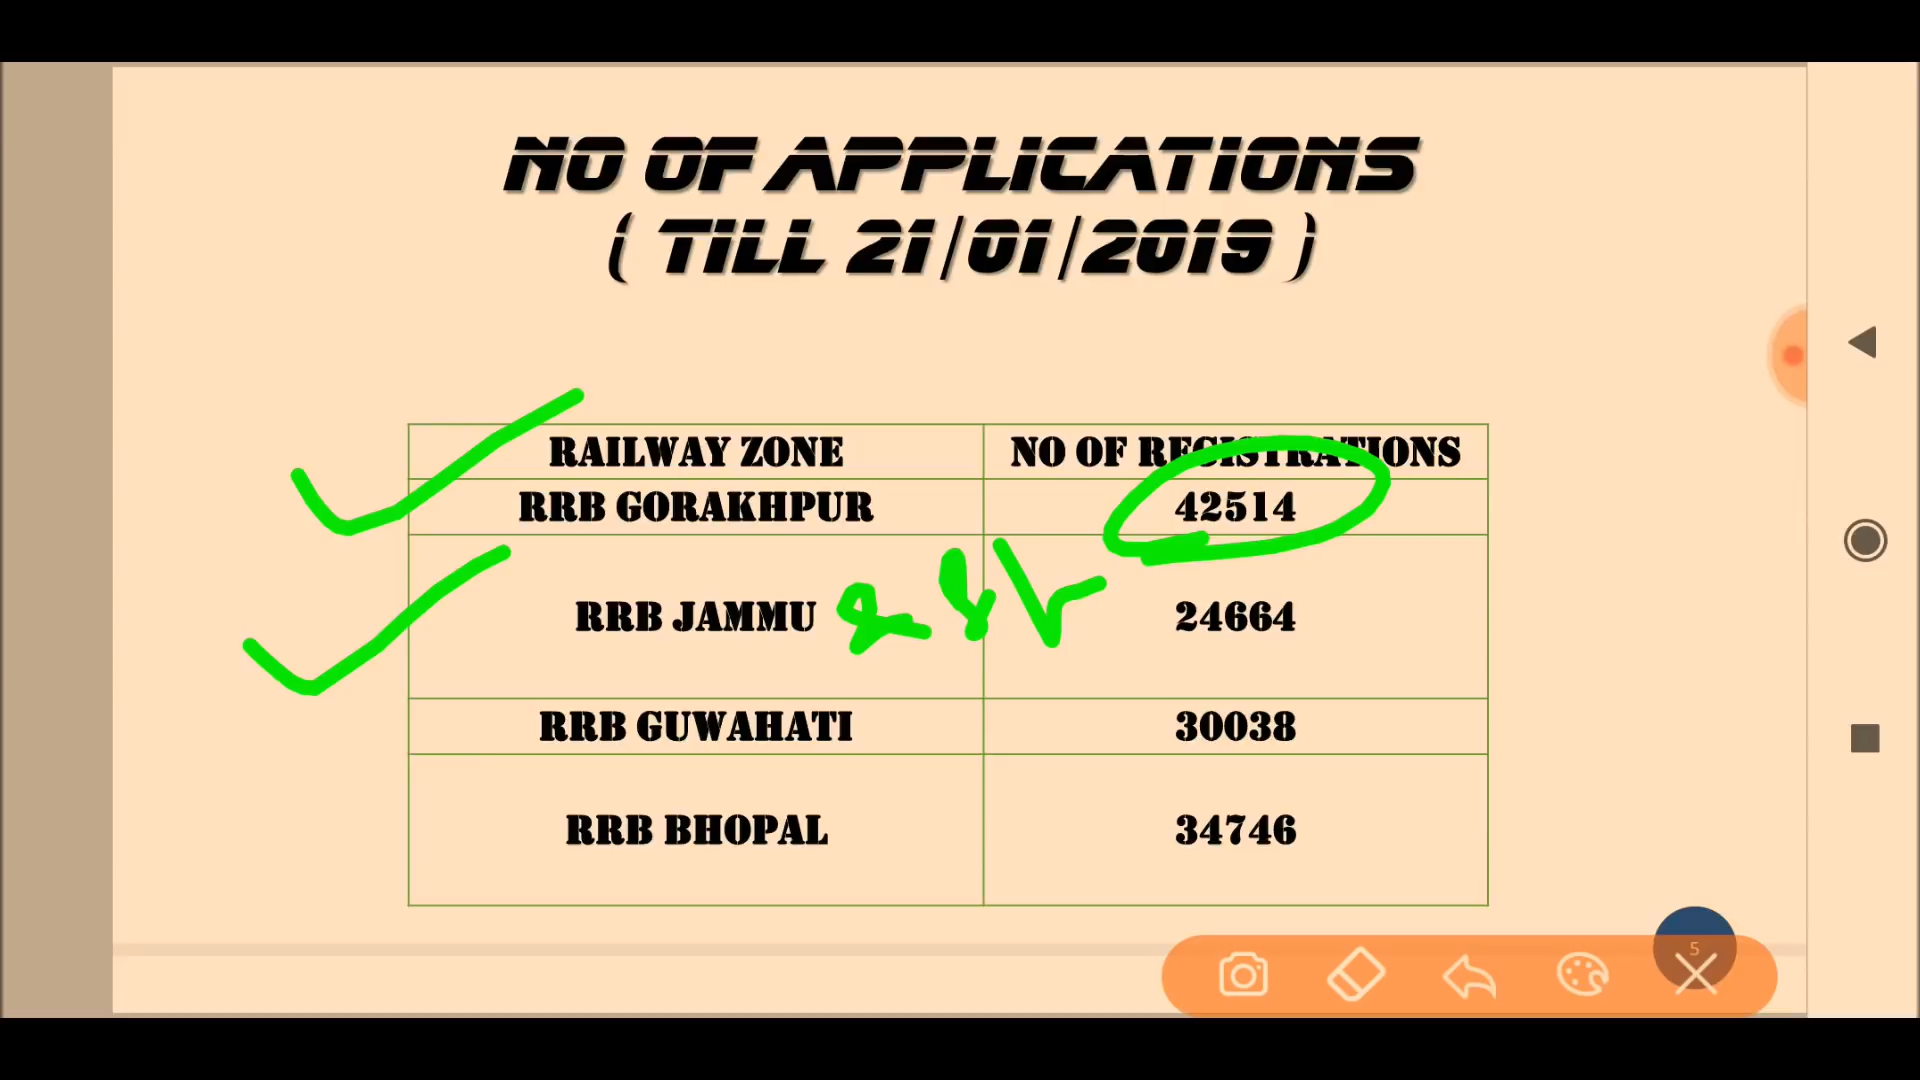 NO OF APPLICATIONS
( TILL 21/01/2019 )
RAILWAY ZONE NO OF REGISTRATIONS
RRB GORAKHPUR 42514
RRB JAMMU 24664
RRB GUWAHATI 30038
RRB BHOPAL 34746
5